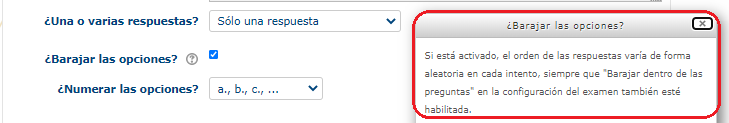 ¿Una o varias respuestas? Sólo una respuesta
¿Barajar las opciones?
¿Numerar las opciones? a., b., c., ...
¿Barajar las opciones?
Si está activado, el orden de las respuestas varía de forma
aleatoria en cada intento, siempre que "Barajar dentro de las
preguntas" en la configuración del examen también esté
habilitada.